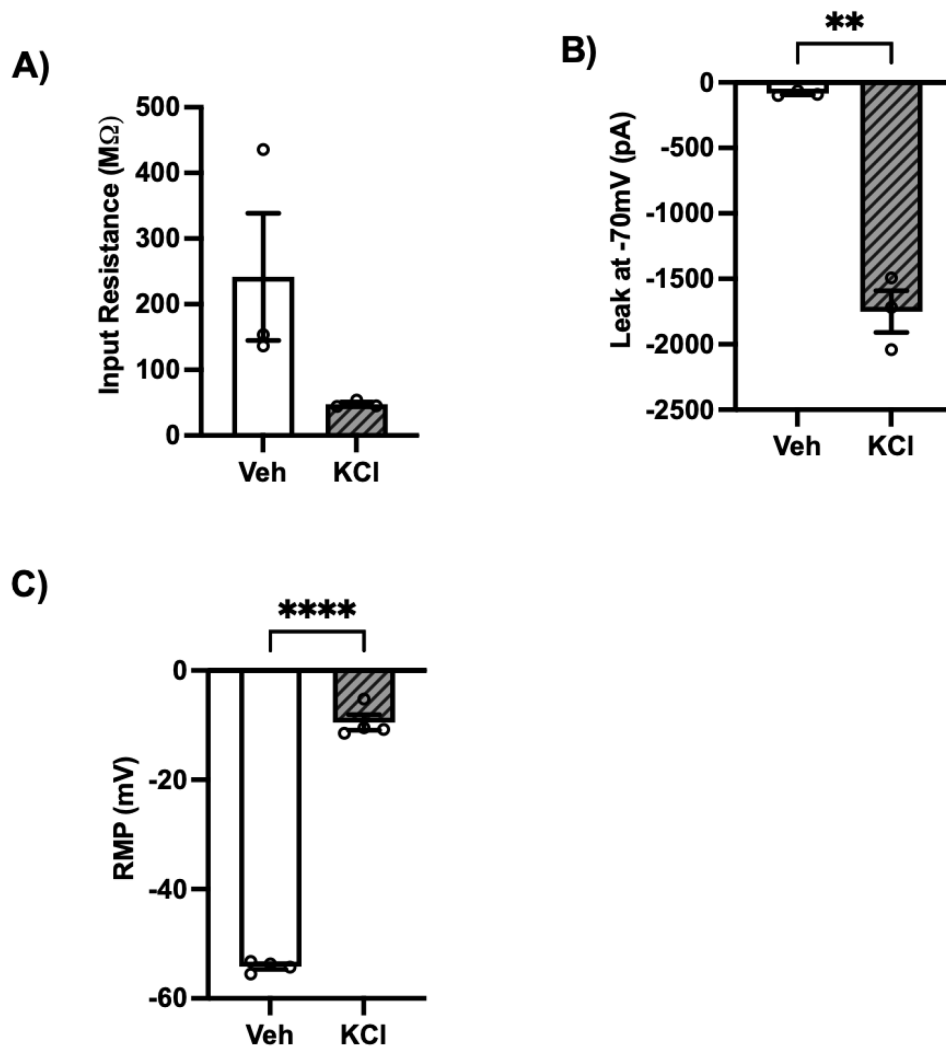 A)
Input Resistance (MΩ)
500
400
300
200
100
0
Veh KCl
B)
**
Leak at -70mV (pA)
0
-500
-1000
-1500
-2000
-2500
Veh KCl
C)
****
RMP (mV)
0
-20
-40
-60
Veh KCl